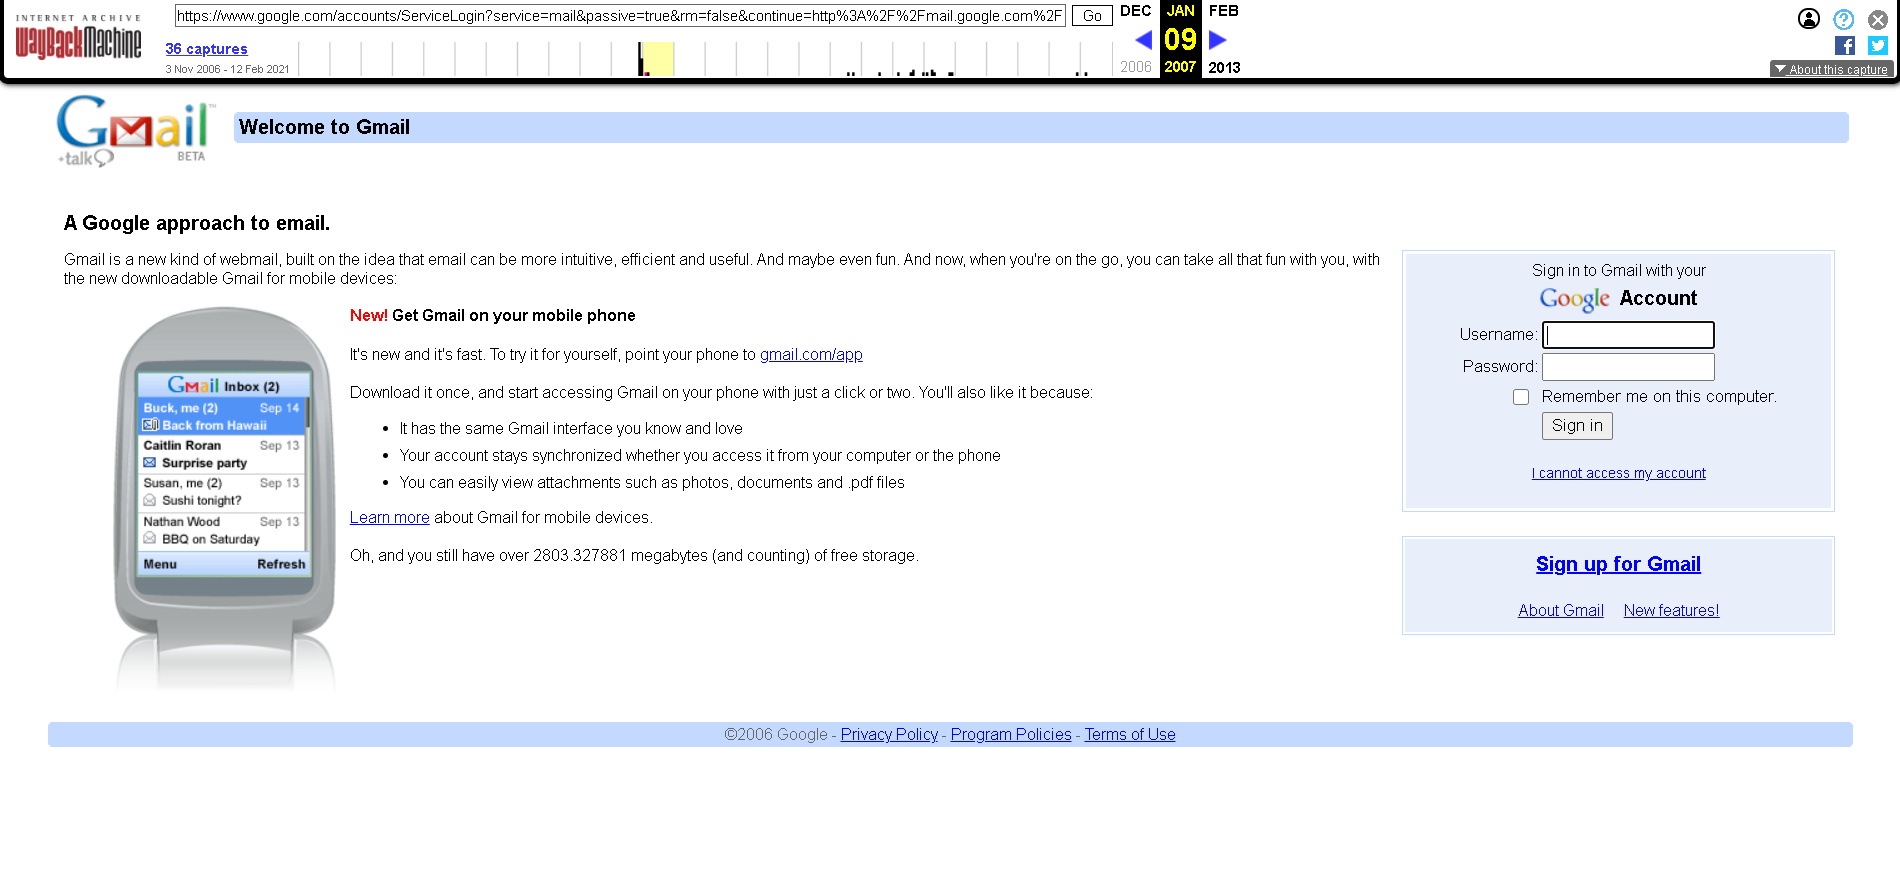 INTERNET ARCHIVE
WayBackMachine
https://www.google.com/accounts/ServiceLogin?service=mail&passive=true&rm=false&continue=http%3A%2F%2Fmail.google.com%2F
Go
36 captures
3 Nov 2006 - 12 Feb 2021
DEC JAN FEB
09
2006 2007 2013
About this capture
Gmail™
+talk BETA
Welcome to Gmail
A Google approach to email.
Gmail is a new kind of webmail, built on the idea that email can be more intuitive, efficient and useful. And maybe even fun. And now, when you're on the go, you can take all that fun with you, with
the new downloadable Gmail for mobile devices:
Gmail Inbox (2)
Buck, me (2) Sep 14
Back from Hawaii
Caitlin Roran Sep 13
Surprise party
Susan, me (2) Sep 13
Sushi tonight?
Nathan Wood Sep 13
BBQ on Saturday
Menu Refresh
New! Get Gmail on your mobile phone
It's new and it's fast. To try it for yourself, point your phone to gmail.com/app
Download it once, and start accessing Gmail on your phone with just a click or two. You'll also like it because:
• It has the same Gmail interface you know and love
• Your account stays synchronized whether you access it from your computer or the phone
• You can easily view attachments such as photos, documents and .pdf files
Learn more about Gmail for mobile devices.
Oh, and you still have over 2803.327881 megabytes (and counting) of free storage.
Sign in to Gmail with your
Google Account
Username:
Password:
Remember me on this computer.
Sign in
I cannot access my account
Sign up for Gmail
About Gmail New features!
©2006 Google - Privacy Policy - Program Policies - Terms of Use